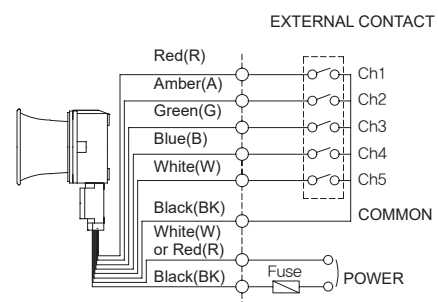 EXTERNAL CONTACT
Red(R)
Ch1
Amber(A)
Ch2
Green(G)
Ch3
Blue(B)
Ch4
White(W)
Ch5
Black(BK)
COMMON
White(W)
or Red(R)
Black(BK)
Fuse
POWER